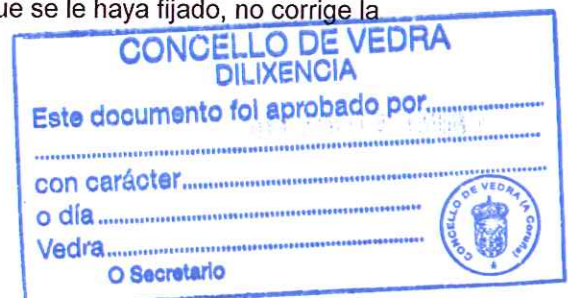 ue se le haya fijado, no corrige la
CONCELLO DE VEDRA
DILIXENCIA
Este documento foi aprobado por................
................................................................
con carácter................................................
o día................................................
Vedra................................................
O Secretario
CONCELLO DE VEDRA (A Coruña)